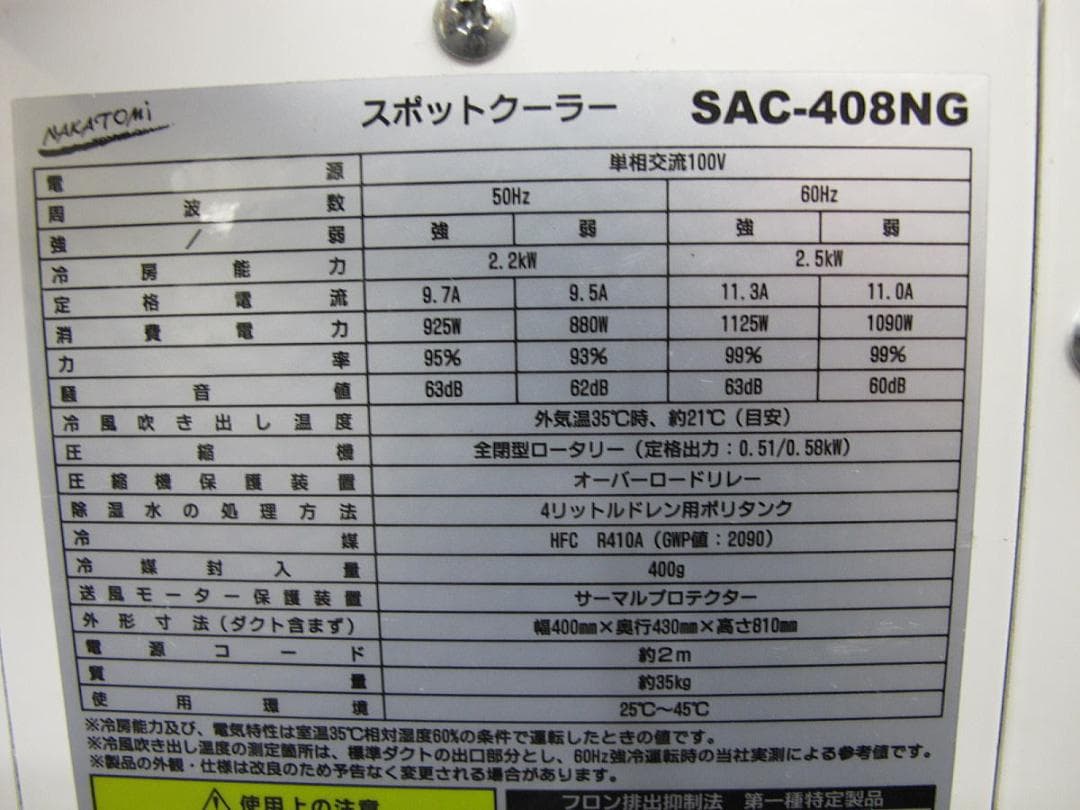 NAKATOMI スポットクーラー SAC-408NG
電源 単相交流100V
周波数 50Hz 60Hz
強/弱 強 弱 強 弱
冷房能力 2.2kW 2.5kW
定格電流 9.7A 9.5A 11.3A 11.0A
消費電力 925W 880W 1125W 1090W
力率 95% 93% 99% 99%
騒音値 63dB 62dB 63dB 60dB
冷風吹き出し温度 外気温35℃時、約21℃(目安)
圧縮機 全閉型ロータリー(定格出力:0.51/0.58kW)
圧縮機保護装置 オーバーロードリレー
除湿水の処理方法 4リットルドレン用ポリタンク
冷媒 HFC R410A(GWP値:2090)
冷媒封入量 400g
送風モーター保護装置 サーマルプロテクター
外形寸法(ダクト含まず) 幅400mm×奥行430mm×高さ810mm
電源コード 約2m
質量 約35kg
使用環境 25℃～45℃
※冷房能力及び、電気特性は室温35℃相対湿度60%の条件で運転したときの値です。
※冷風吹き出し温度の測定箇所は、標準ダクトの出口部分とし、60Hz強冷運転時の当社実測による参考値です。
※製品の外観・仕様は改良のため予告なく変更される場合があります。
使用上の注意 フロン排出抑制法 第一種特定製品